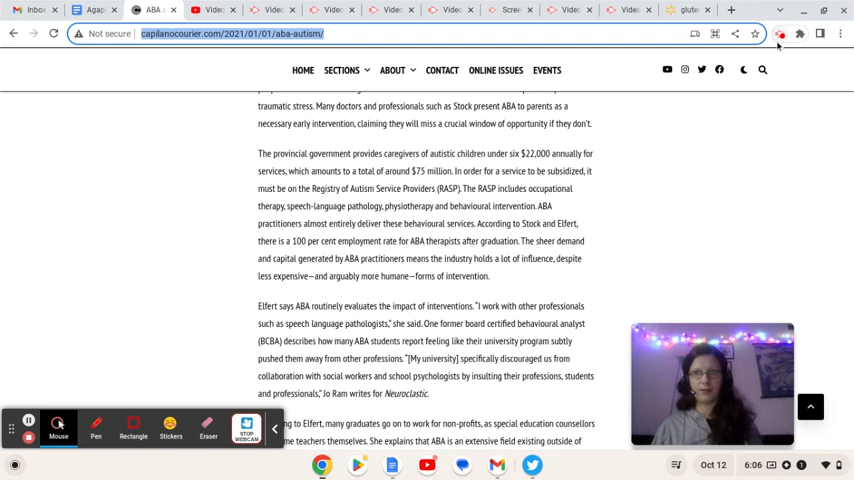 Inbox
Agap
ABA a
Video
Video
Video
Video
Video
Scree
Video
Video
glute
Not secure
capilanocourier.com/2021/01/01/aba-autism/
HOME SECTIONS ABOUT CONTACT ONLINE ISSUES EVENTS
traumatic stress. Many doctors and professionals such as Stock present ABA to parents as a
necessary early intervention, claiming they will miss a crucial window of opportunity if they don't.
The provincial government provides caregivers of autistic children under six $22,000 annually for
services, which amounts to a total of around $75 million. In order for a service to be subsidized, it
must be on the Registry of Autism Service Providers (RASP). The RASP includes occupational
therapy, speech-language pathology, physiotherapy and behavioural intervention. ABA
practitioners almost entirely deliver these behavioural services. According to Stock and Elfert,
there is a 100 per cent employment rate for ABA therapists after graduation. The sheer demand
and capital generated by ABA practitioners means the industry holds a lot of influence, despite
less expensive—and arguably more humane—forms of intervention.
Elfert says ABA routinely evaluates the impact of interventions. "I work with other professionals
such as speech language pathologists," she said. One former board certified behavioural analyst
(BCBA) describes how many ABA students report feeling like their university program subtly
pushed them away from other professions. "[My university] specifically discouraged us from
collaboration with social workers and school psychologists by insulting their professions, students
and professionals," Jo Ram writes for Neuroclastic.
to Elfert, many graduates go on to work for non-profits, as special education counsellors
me teachers themselves. She explains that ABA is an extensive field existing outside of
Mouse
Pen
Rectangle
Stickers
Eraser
STOP
WEBCAM
Oct 12
6:06